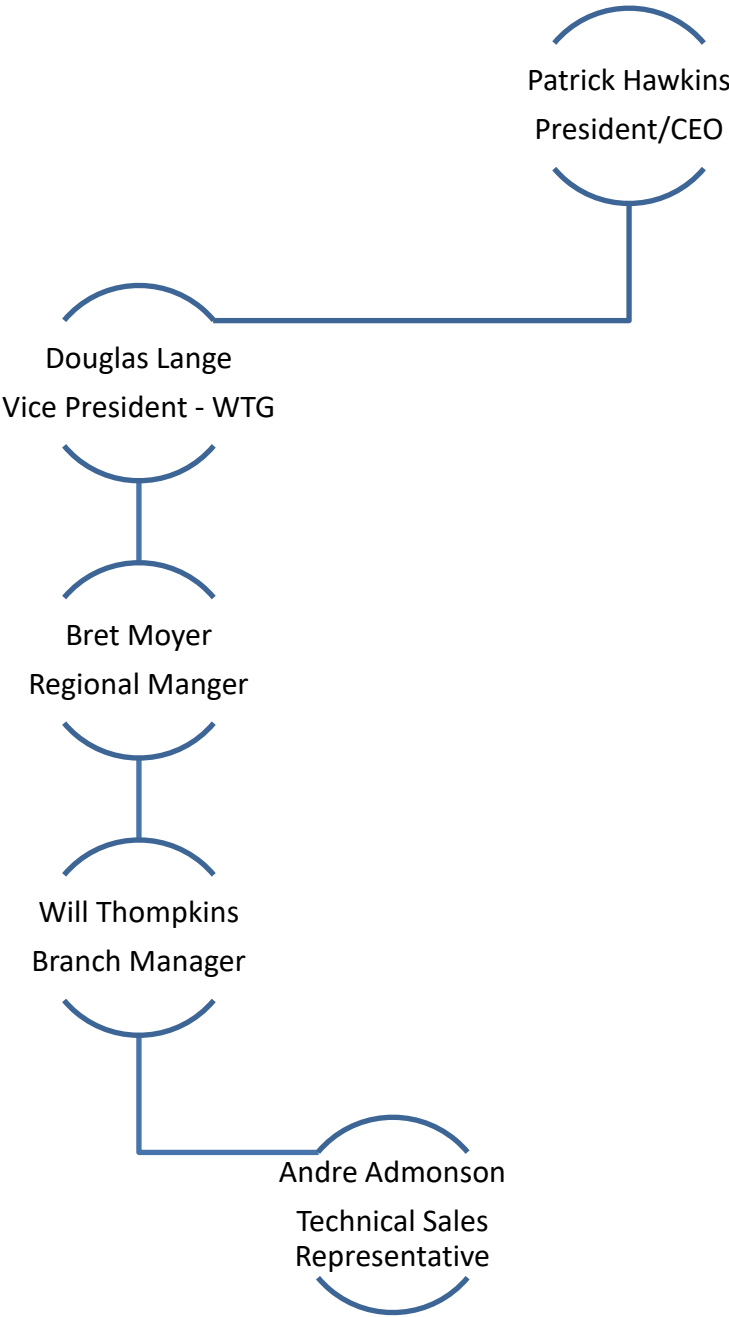 Patrick Hawkins
President/CEO
Douglas Lange
Vice President - WTG
Bret Moyer
Regional Manger
Will Thompkins
Branch Manager
Andre Admonson
Technical Sales
Representative